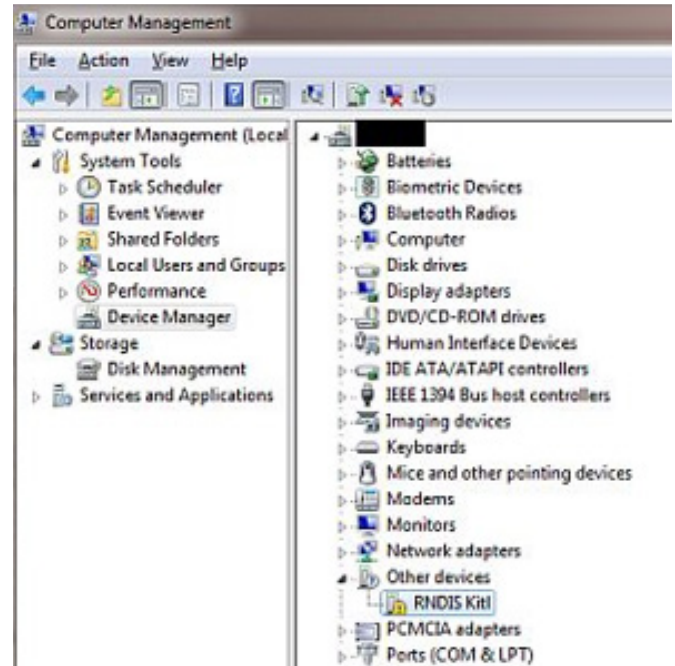 Computer Management
File Action View Help
Computer Management (Local
System Tools
Task Scheduler
Event Viewer
Shared Folders
Local Users and Groups
Performance
Device Manager
Storage
Disk Management
Services and Applications
Batteries
Biometric Devices
Bluetooth Radios
Computer
Disk drives
Display adapters
DVD/CD-ROM drives
Human Interface Devices
IDE ATA/ATAPI controllers
IEEE 1394 Bus host controllers
Imaging devices
Keyboards
Mice and other pointing devices
Modems
Monitors
Network adapters
Other devices
RNDIS Kitl
PCMCIA adapters
Ports (COM & LPT)